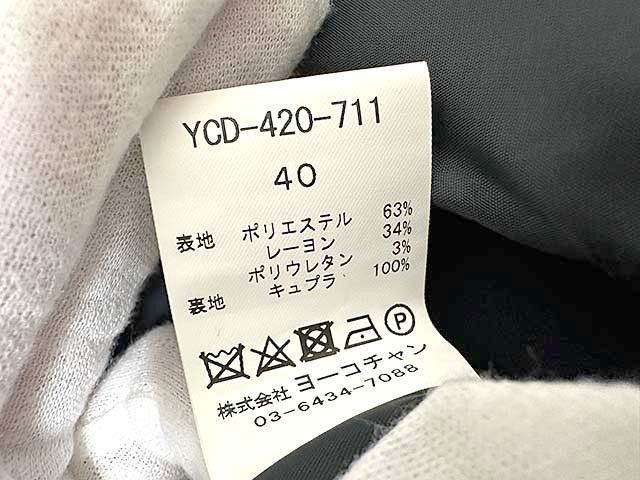 YCD-420-711
40
表地 ポリエステル 63%
レーヨン 34%
ポリウレタン 3%
裏地 キュプラ 100%
P
株式会社 ヨーコチャン
03-6434-7088